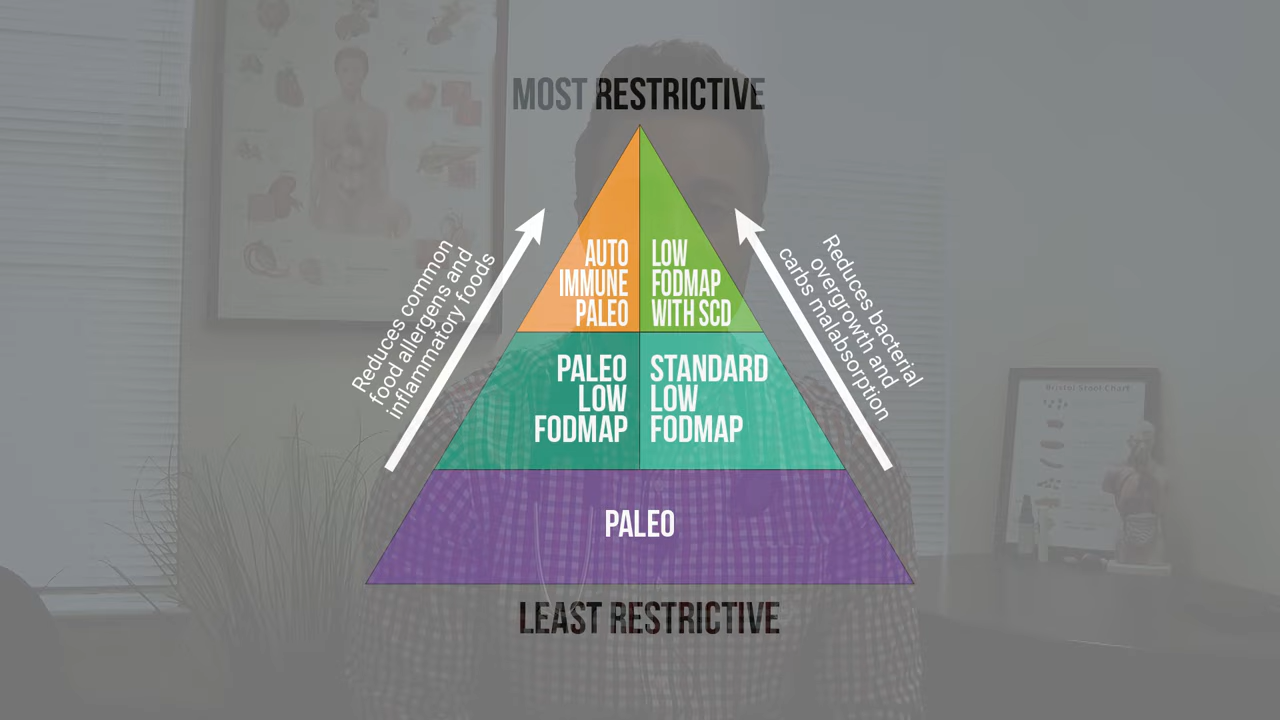 MOST RESTRICTIVE
Reduces common
food allergens and
inflammatory foods
Reduces bacterial
overgrowth and
carbs malabsorption
AUTO
IMMUNE
PALEO
LOW
FODMAP
WITH SCD
PALEO
LOW
FODMAP
STANDARD
LOW
FODMAP
PALEO
LEAST RESTRICTIVE
Bristol Stool Chart